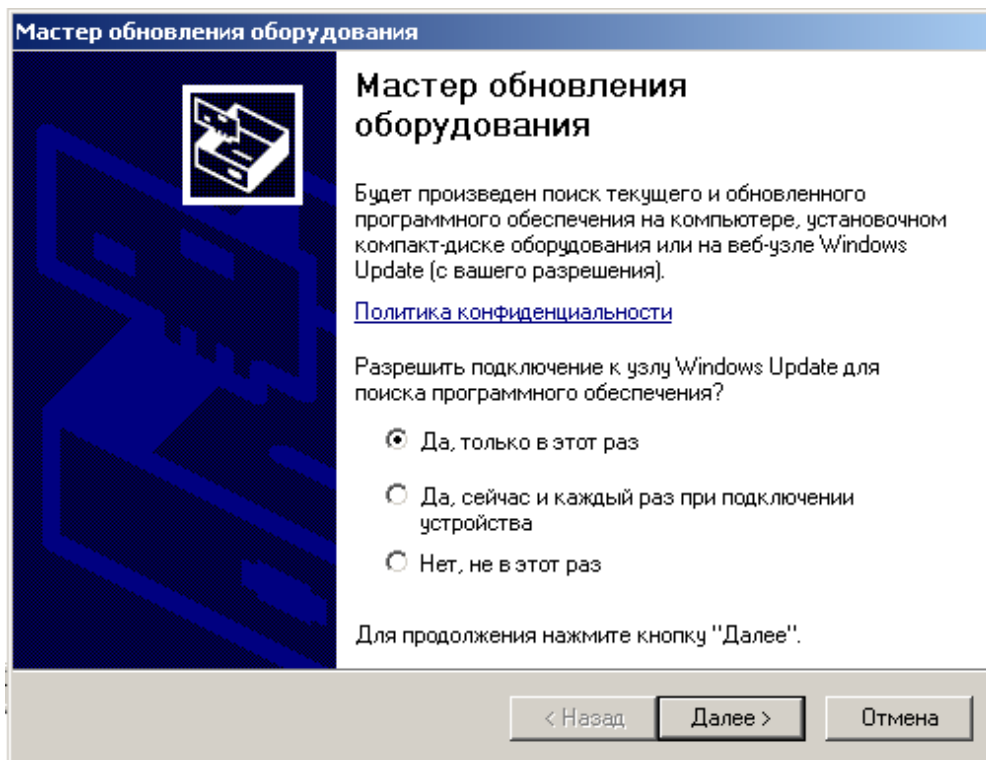 Мастер обновления оборудования
Мастер обновления
оборудования
Будет произведен поиск текущего и обновленного
программного обеспечения на компьютере, установочном
компакт-диске оборудования или на веб-узле Windows
Update (с вашего разрешения).
Политика конфиденциальности
Разрешить подключение к узлу Windows Update для
поиска программного обеспечения?
Да, только в этот раз
Да, сейчас и каждый раз при подключении
устройства
Нет, не в этот раз
Для продолжения нажмите кнопку "Далее".
< Назад
Далее >
Отмена